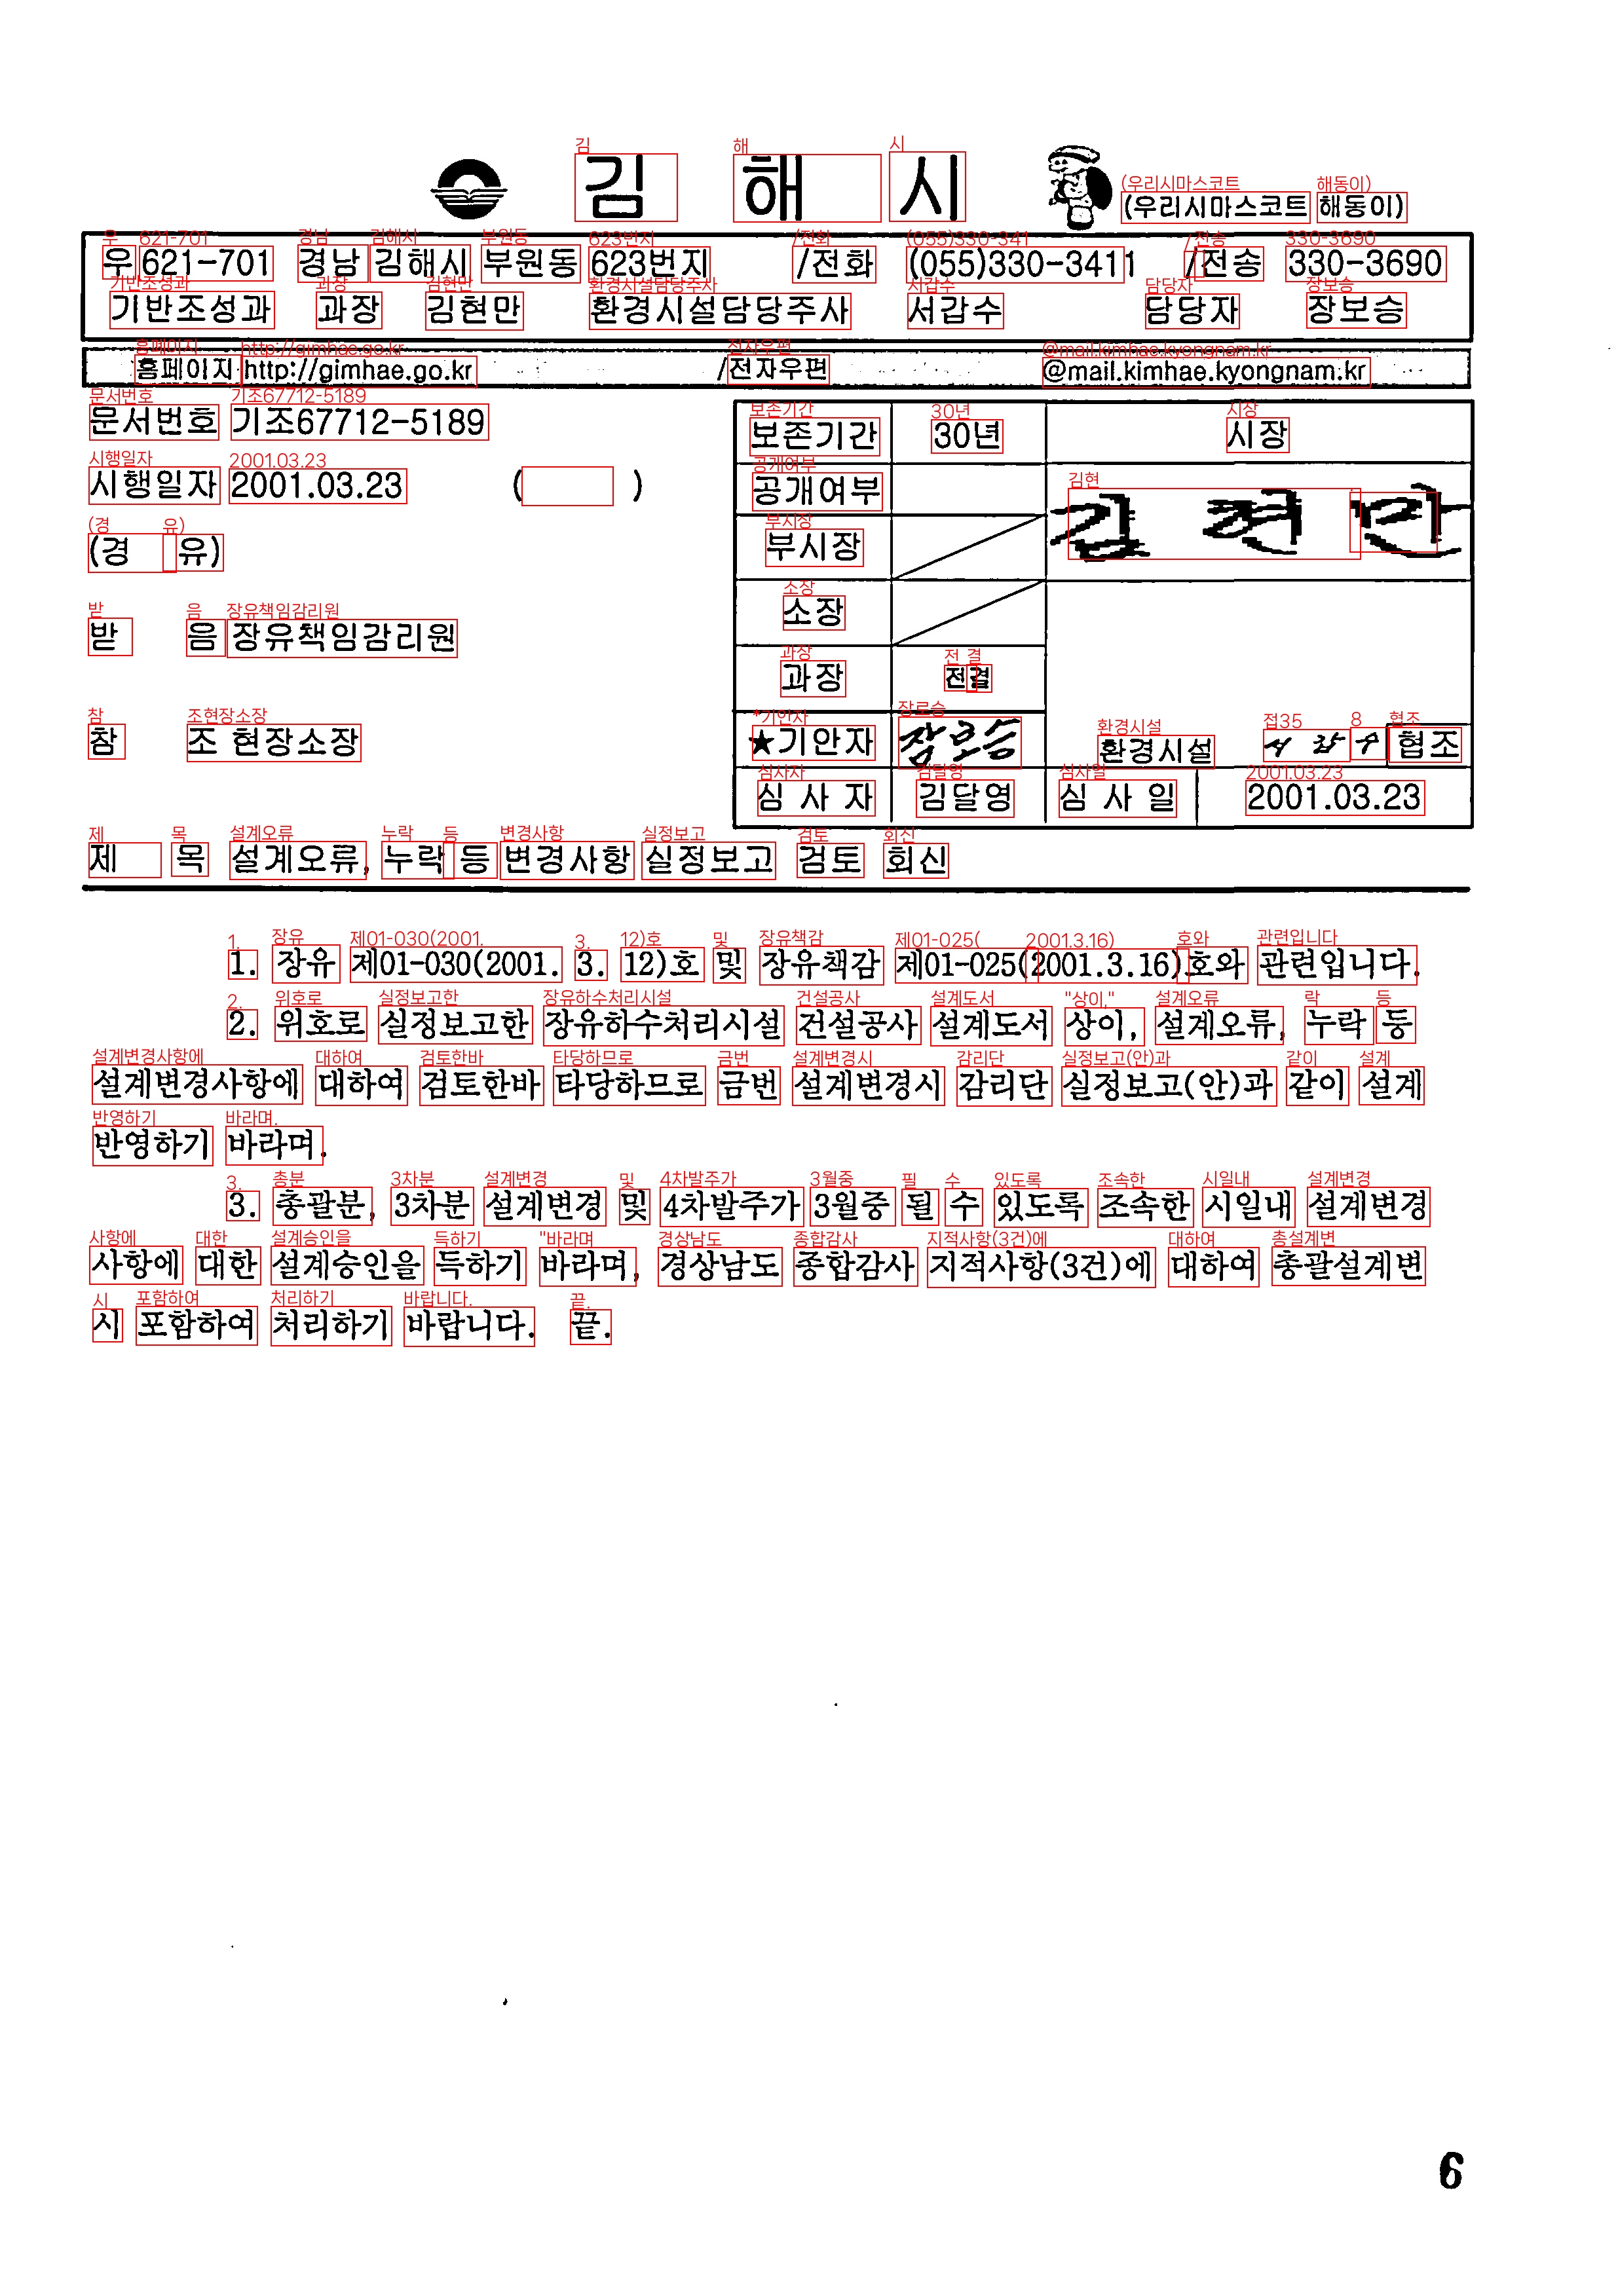 김 해 시 (우리시마스코트 해동이)
우 621-701 경남 김해시 부원동 623번지 /전화 (055)330-3411 /전송 330-3690
기반조성과 과장 김현만 환경시설담당주사 서갑수 담당자 장보승
홈페이지 http://gimhae.go.kr /전자우편 @mail.kimhae.kyongnam.kr
문서번호 기조67712-5189
시행일자 2001.03.23 ( )
(경 유)
받 음 장유책임감리원
참 조 현장소장
보존기간 30년 시장
공개여부
부시장
소장
과장 전결
★기안자 장보승 환경시설 협조
심 사 자 김달영 심 사 일 2001.03.23
제 목 설계오류, 누락 등 변경사항 실정보고 검토 회신
1. 장유 제01-030(2001. 3. 12)호 및 장유책감 제01-025(2001.3.16)호와 관련입니다.
2. 위호로 실정보고한 장유하수처리시설 건설공사 설계도서 상이, 설계오류, 누락 등
설계변경사항에 대하여 검토한바 타당하므로 금번 설계변경시 감리단 실정보고(안)과 같이 설계
반영하기 바라며.
3. 총괄분, 3차분 설계변경 및 4차발주가 3월중 될 수 있도록 조속한 시일내 설계변경
사항에 대한 설계승인을 득하기 바라며, 경상남도 종합감사 지적사항(3건)에 대하여 총괄설계변
시 포함하여 처리하기 바랍니다. 끝.
6